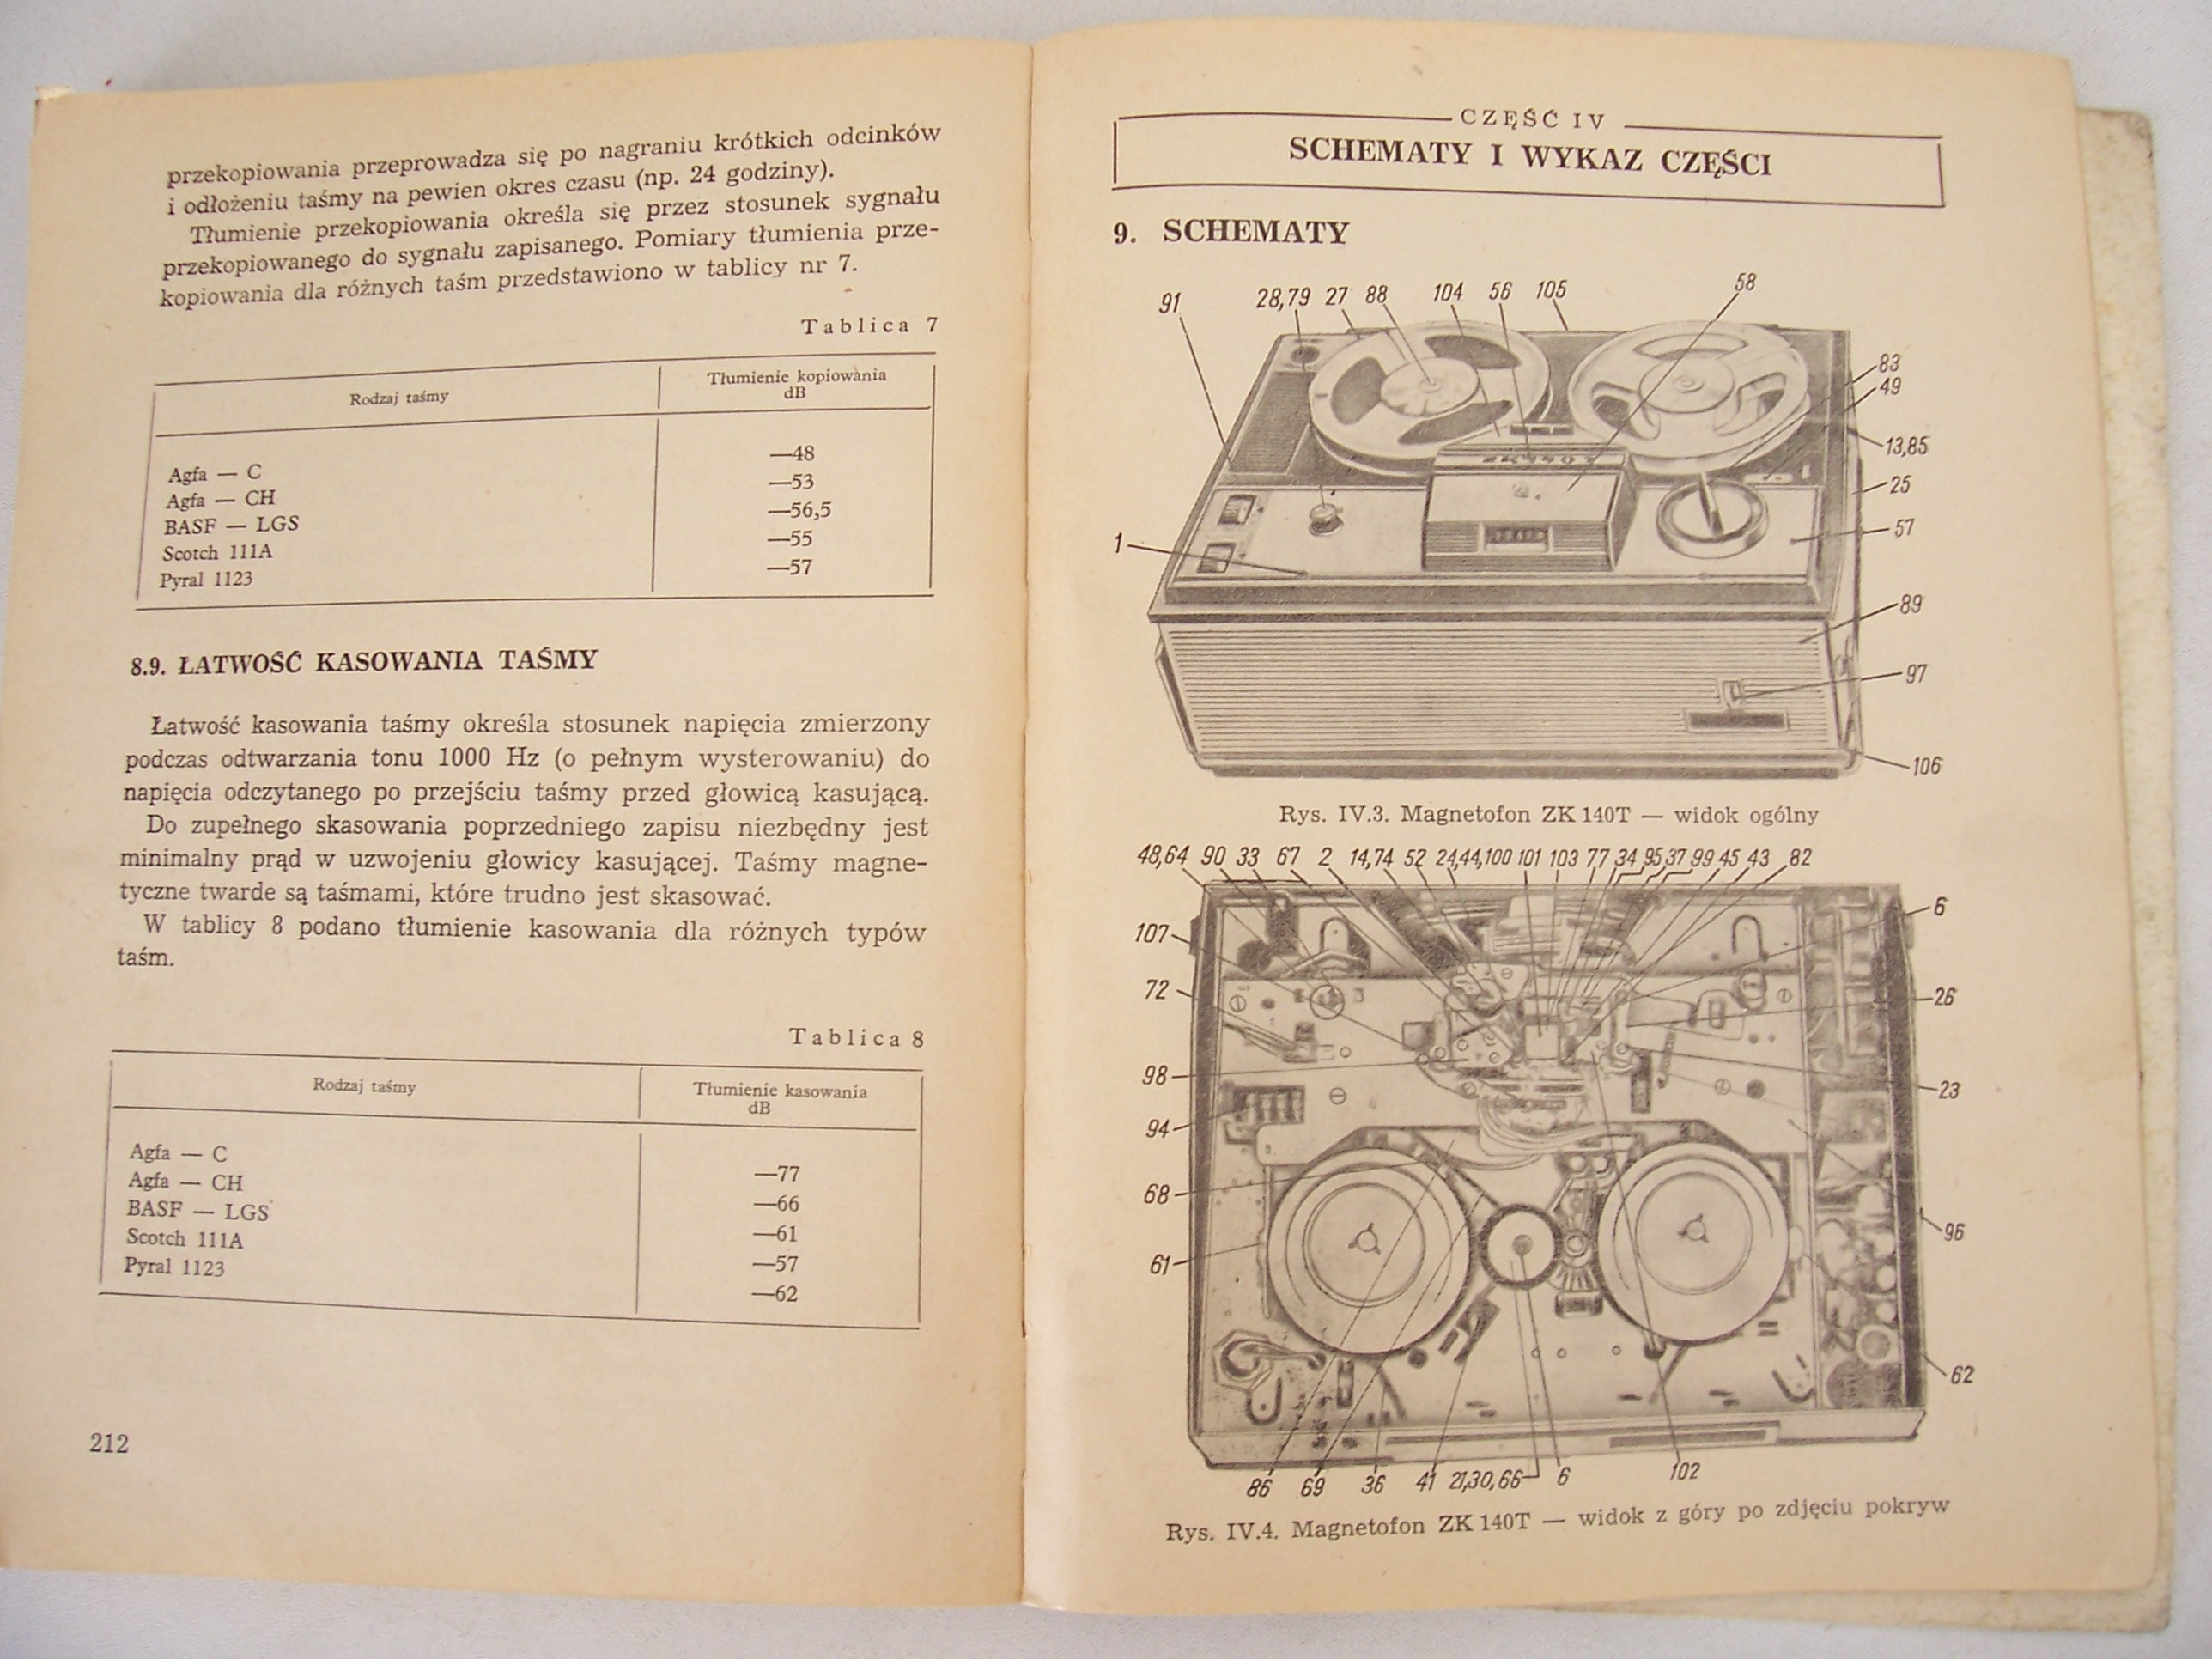 przekopiowania przeprowadza się po nagraniu krótkich odcinków
i odłożeniu taśmy na pewien okres czasu (np. 24 godziny).
Tłumienie przekopiowania określa się przez stosunek sygnału
przekopiowanego do sygnału zapisanego. Pomiary tłumienia prze-
kopiowania dla różnych taśm przedstawiono w tablicy nr 7.
Tablica 7
Rodzaj taśmy
Tłumienie kopiowania
dB
Agfa — C —48
Agfa — CH —53
BASF — LGS —56,5
Scotch 111A —55
Pyral 1123 —57
8.9. ŁATWOŚĆ KASOWANIA TAŚMY
Łatwość kasowania taśmy określa stosunek napięcia zmierzony
podczas odtwarzania tonu 1000 Hz (o pełnym wysterowaniu) do
napięcia odczytanego po przejściu taśmy przed głowicą kasującą.
Do zupełnego skasowania poprzedniego zapisu niezbędny jest
minimalny prąd w uzwojeniu głowicy kasującej. Taśmy magne-
tyczne twarde są taśmami, które trudno jest skasować.
W tablicy 8 podano tłumienie kasowania dla różnych typów
taśm.
Tablica 8
Rodzaj taśmy
Tłumienie kasowania
dB
Agfa — C —77
Agfa — CH —66
BASF — LGS —61
Scotch 111A —57
Pyral 1123 —62
212
CZĘŚĆ IV
SCHEMATY I WYKAZ CZĘŚCI
9. SCHEMATY
91 28,79 27 88 104 56 105 58
83
49
13,85
25
57
1
89
97
106
ZK 140 T
Rys. IV.3. Magnetofon ZK 140T — widok ogólny
48,64 90 33 67 2 14,74 52 24,44,100 101 103 77 34 95 37 99 45 43 82
6
107
72
26
98
23
94
68
96
61
62
86 69 36 41 21,30,66 6 102
Rys. IV.4. Magnetofon ZK 140T — widok z góry po zdjęciu pokryw